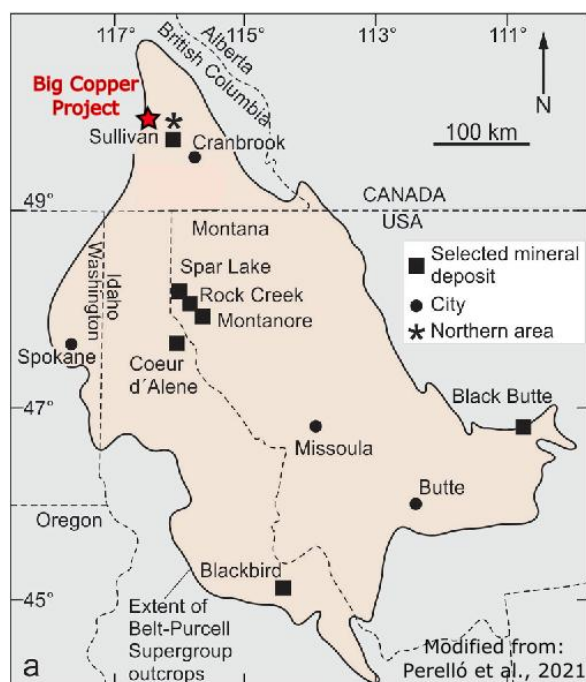 117°
115°
113°
111°
Alberta
British Columbia
Big Copper
Project
N
Sullivan
*
Cranbrook
100 km
49°
CANADA
USA
Montana
Washington
Idaho
Selected mineral
deposit
City
* Northern area
Spar Lake
Rock Creek
Montanore
Spokane
Coeur
d´Alene
Black Butte
47°
Missoula
Butte
Oregon
Blackbird
45°
Extent of
Belt-Purcell
Supergroup
outcrops
a
Modified from:
Perelló et al., 2021